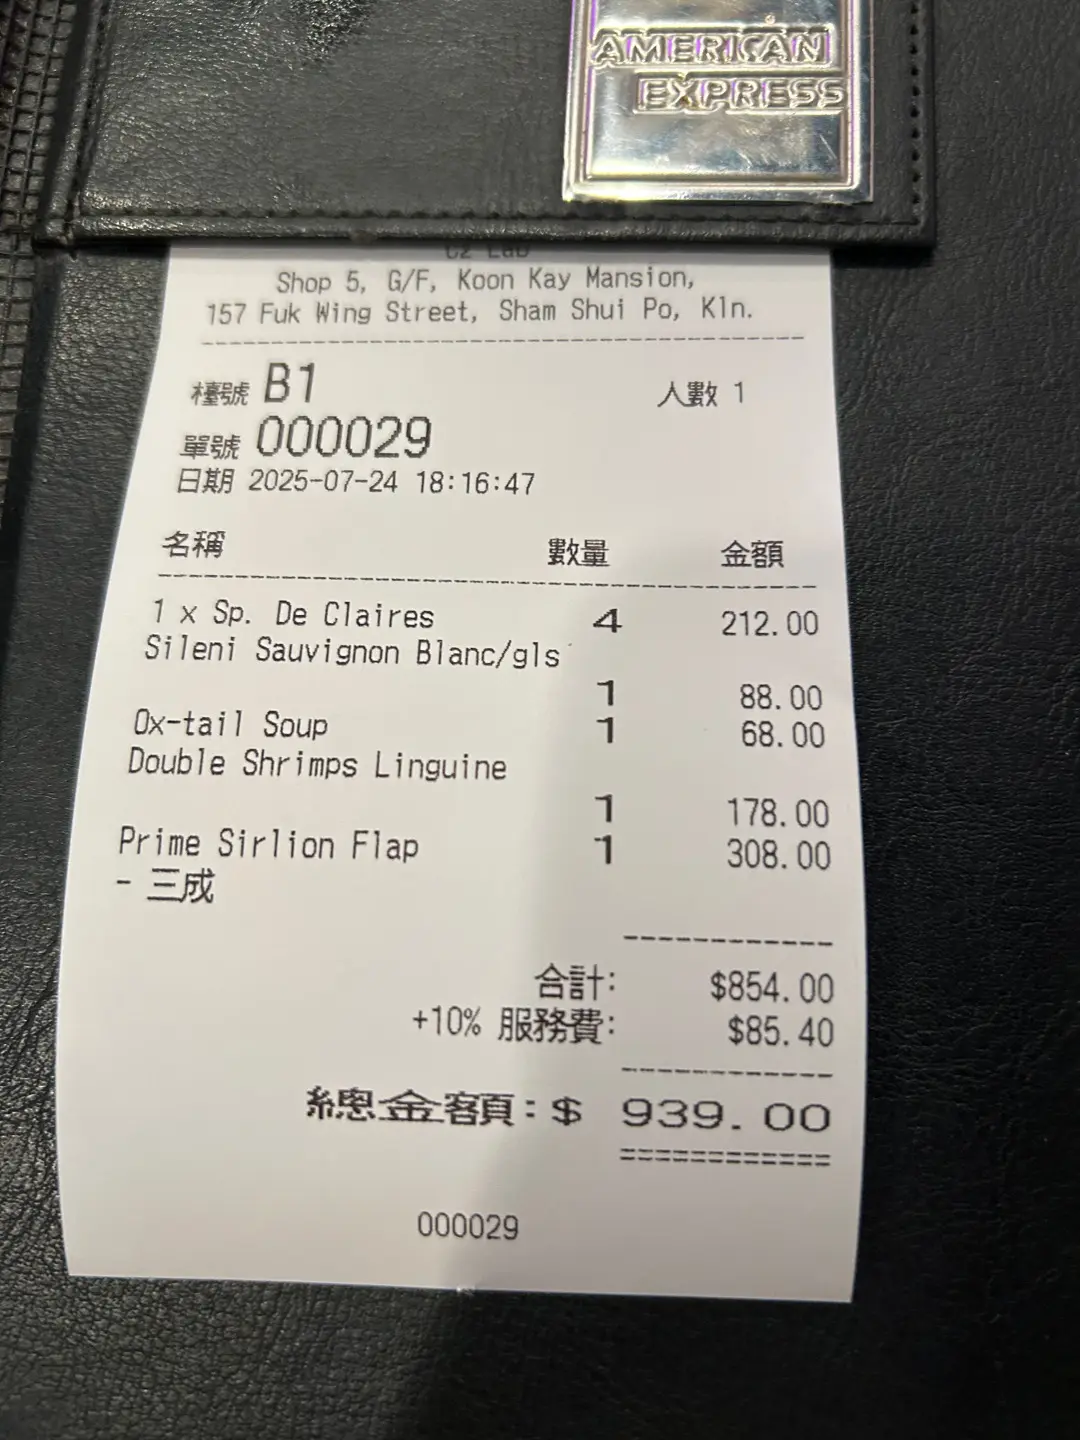 AMERICAN
EXPRESS
Cz Lab
Shop 5, G/F, Koon Kay Mansion,
157 Fuk Wing Street, Sham Shui Po, Kln.
檯號 B1 人數 1
單號 000029
日期 2025-07-24 18:16:47
名稱 數量 金額
1 x Sp. De Claires 4 212.00
Sileni Sauvignon Blanc/gls
1 88.00
Ox-tail Soup 1 68.00
Double Shrimps Linguine
1 178.00
Prime Sirlion Flap 1 308.00
- 三成
合計: $854.00
+10% 服務費: $85.40
總金額:$ 939.00
000029